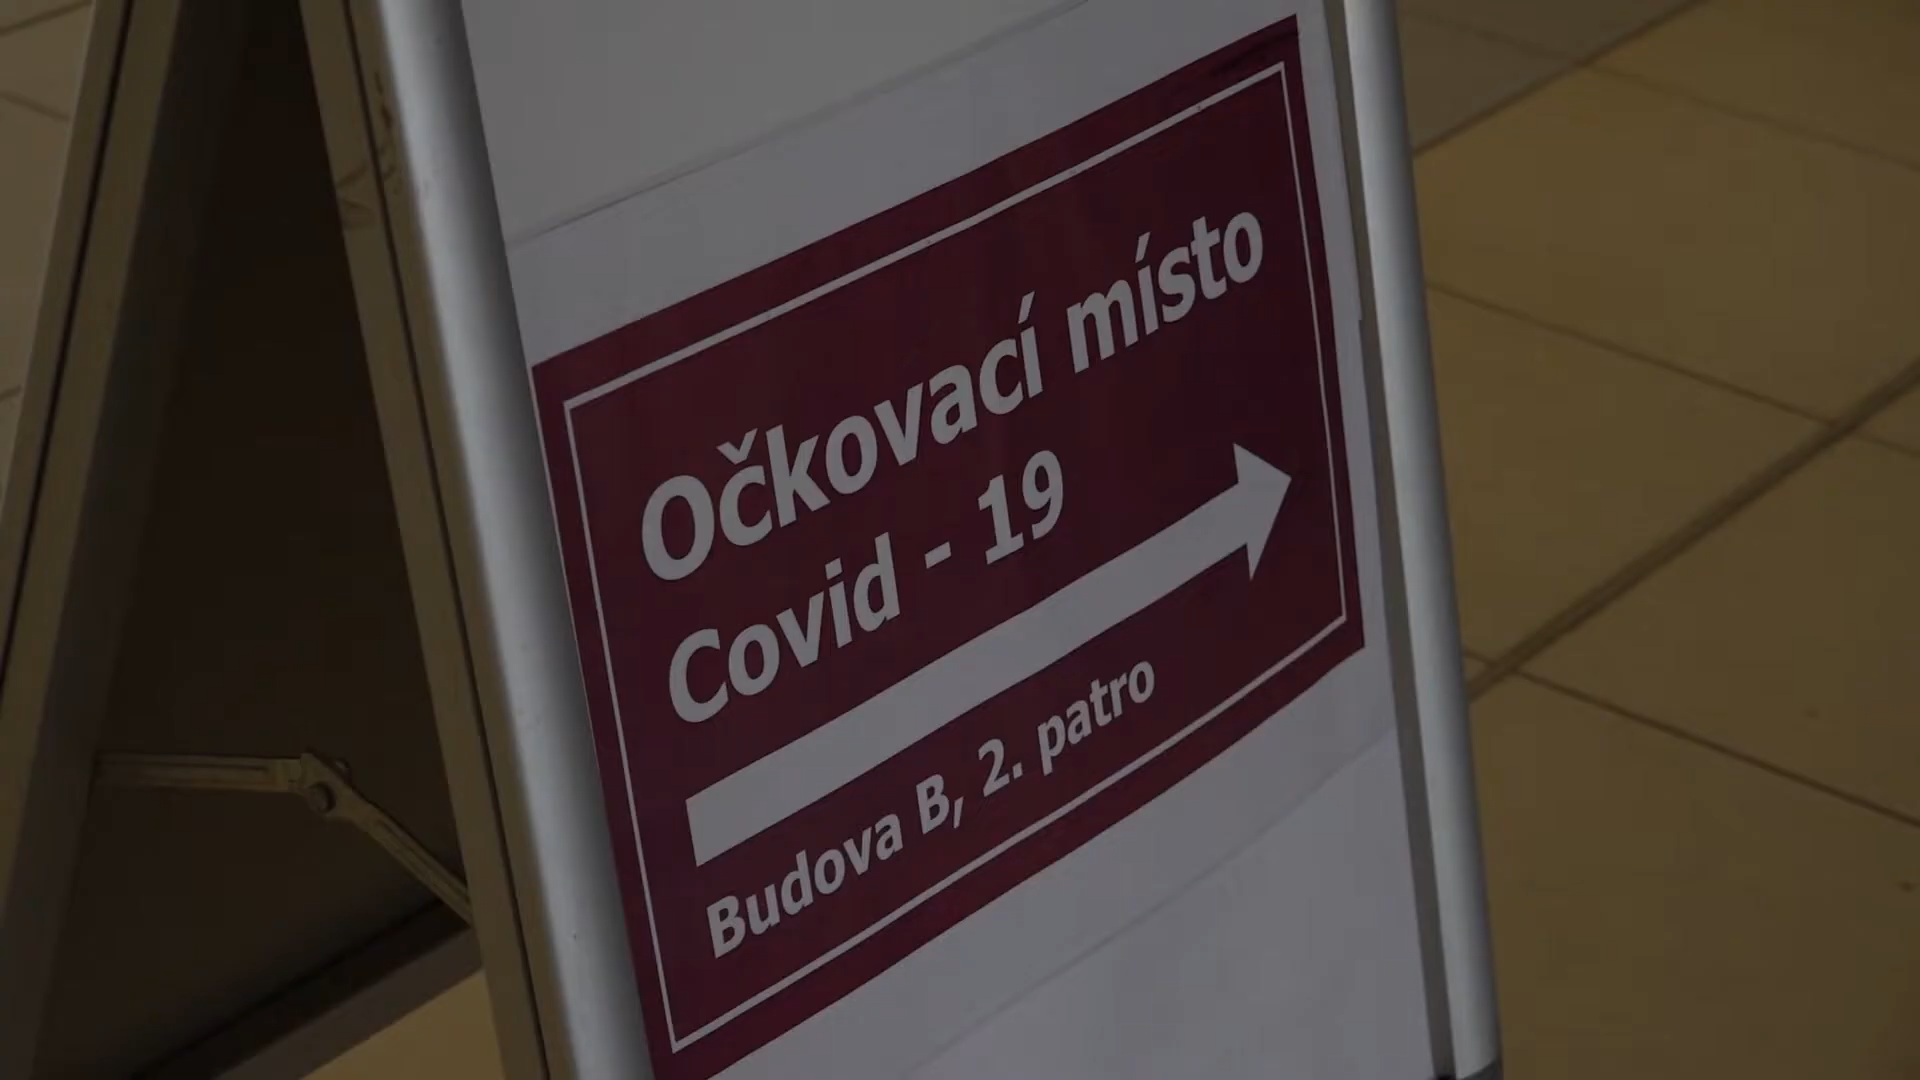 Očkovací místo
Covid - 19
Budova B, 2. patro